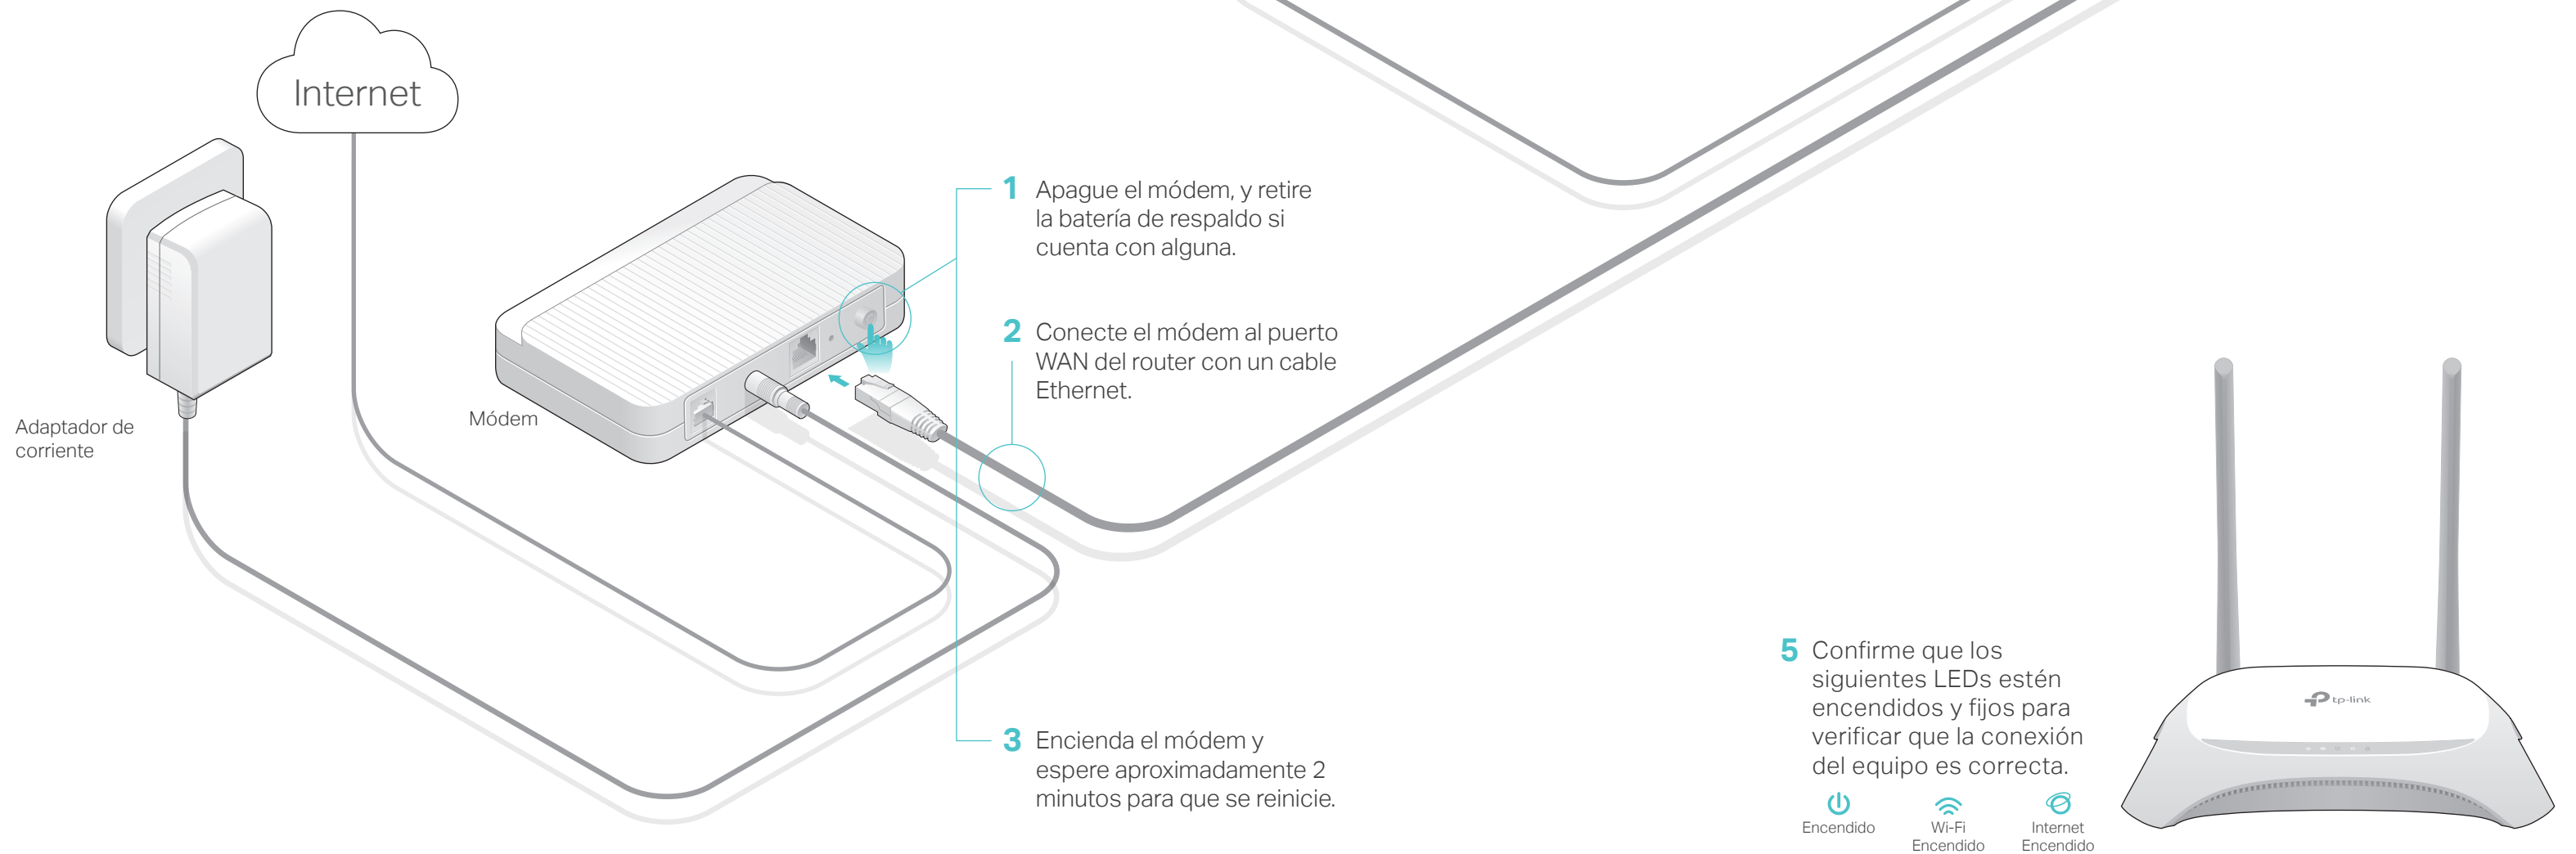 Internet
Adaptador de
corriente
Módem
1 Apague el módem, y retire
la batería de respaldo si
cuenta con alguna.
2 Conecte el módem al puerto
WAN del router con un cable
Ethernet.
3 Encienda el módem y
espere aproximadamente 2
minutos para que se reinicie.
5 Confirme que los
siguientes LEDs estén
encendidos y fijos para
verificar que la conexión
del equipo es correcta.
Encendido
Wi-Fi
Encendido
Internet
Encendido
tp-link